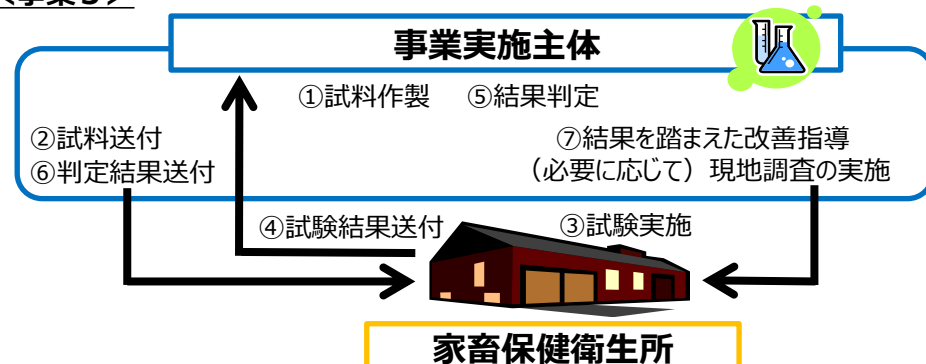 事業実施主体
①試料作製 ⑤結果判定
②試料送付
⑥判定結果送付
⑦結果を踏まえた改善指導
（必要に応じて）現地調査の実施
④試験結果送付
③試験実施
家畜保健衛生所